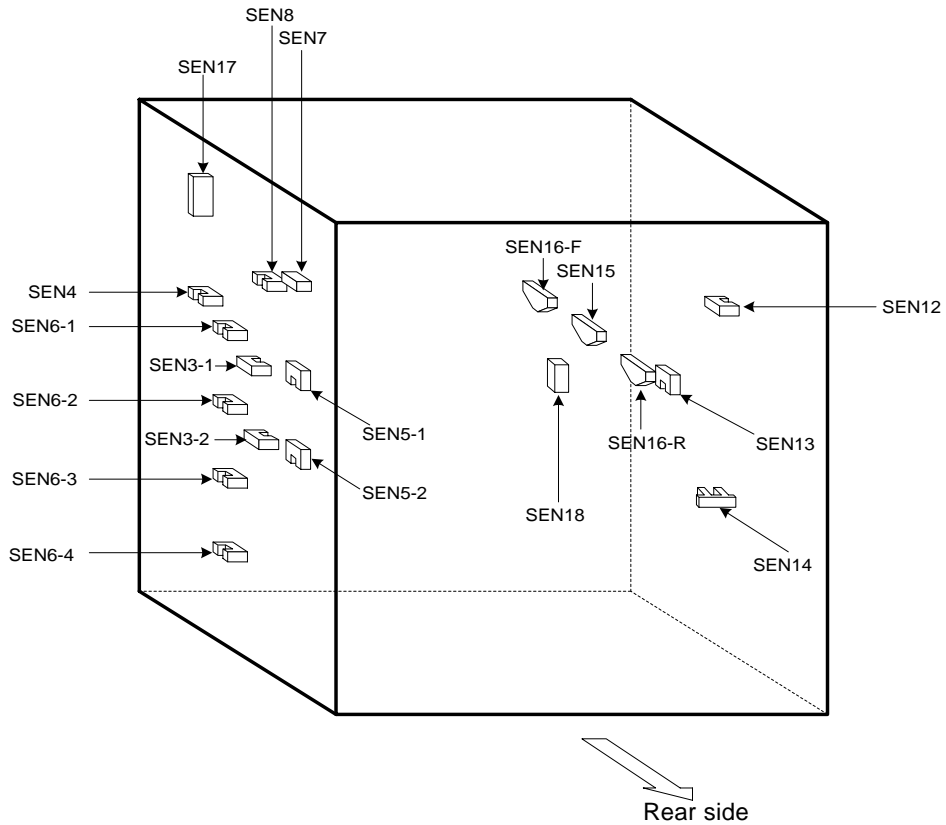 SEN8
SEN7
SEN17
SEN16-F
SEN15
SEN4
SEN12
SEN6-1
SEN3-1
SEN6-2
SEN5-1
SEN3-2
SEN16-R
SEN13
SEN6-3
SEN5-2
SEN18
SEN6-4
SEN14
Rear side